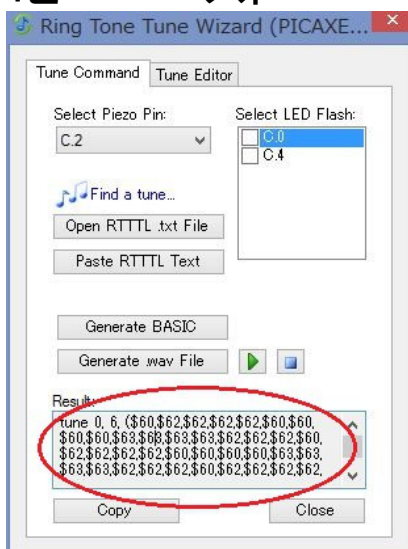 Ring Tone Tune Wizard (PICAXE...
Tune Command Tune Editor
Select Piezo Pin: Select LED Flash:
C.2 C.0
C.4
Find a tune...
Open RTTTL .txt File
Paste RTTTL Text
Generate BASIC
Generate .wav File
Result:
tune 0, 6, ($60,$62,$62,$62,$62,$60,$60,
$60,$60,$63,$63,$63,$63,$62,$62,$62,$60,
$62,$62,$62,$60,$60,$60,$60,$63,$63,
$63,$63,$62,$62,$62,$60,$62,$62,$62,$62,
Copy Close